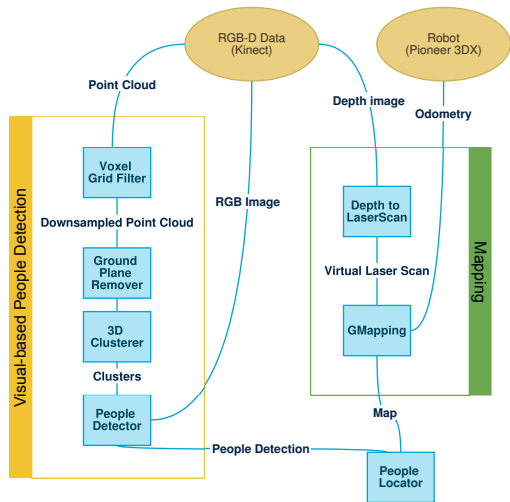 RGB-D Data
(Kinect)
Robot
(Pioneer 3DX)
Point Cloud
Depth image
Odometry
Visual-based People Detection
Voxel
Grid Filter
RGB Image
Downsampled Point Cloud
Ground
Plane
Remover
3D
Clusterer
Clusters
People
Detector
Depth to
LaserScan
Virtual Laser Scan
Mapping
GMapping
Map
People Detection
People
Locator